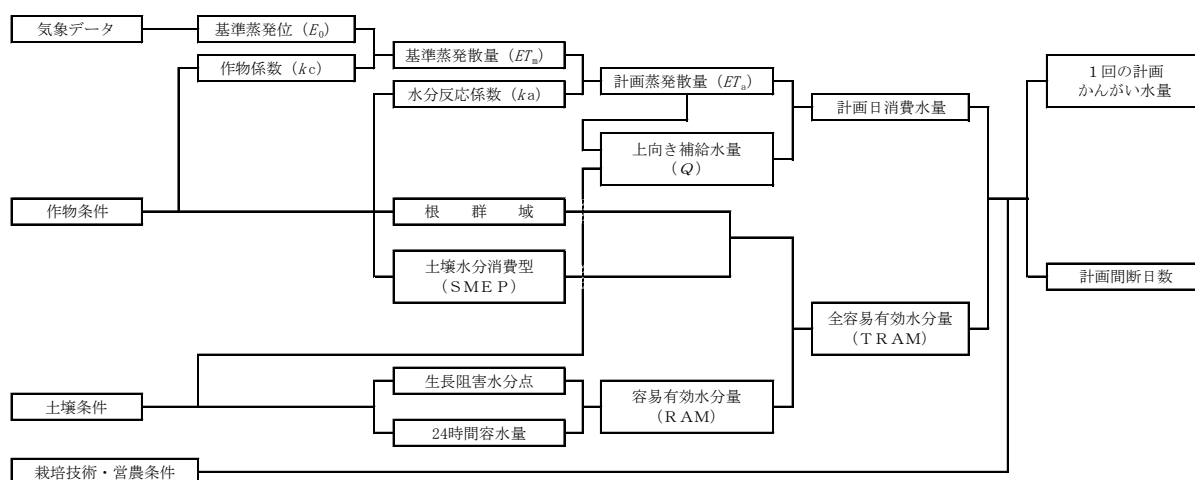 気象データ
基準蒸発位（E₀）
作物係数（kc）
基準蒸発散量（ETₘ）
水分反応係数（ka）
計画蒸発散量（ETₐ）
上向き補給水量
（Q）
計画日消費水量
１回の計画
かんがい水量
作物条件
根　群　域
土壌水分消費型
（ＳＭＥＰ）
計画間断日数
全容易有効水分量
（ＴＲＡＭ）
土壌条件
生長阻害水分点
24時間容水量
容易有効水分量
（ＲＡＭ）
栽培技術・営農条件